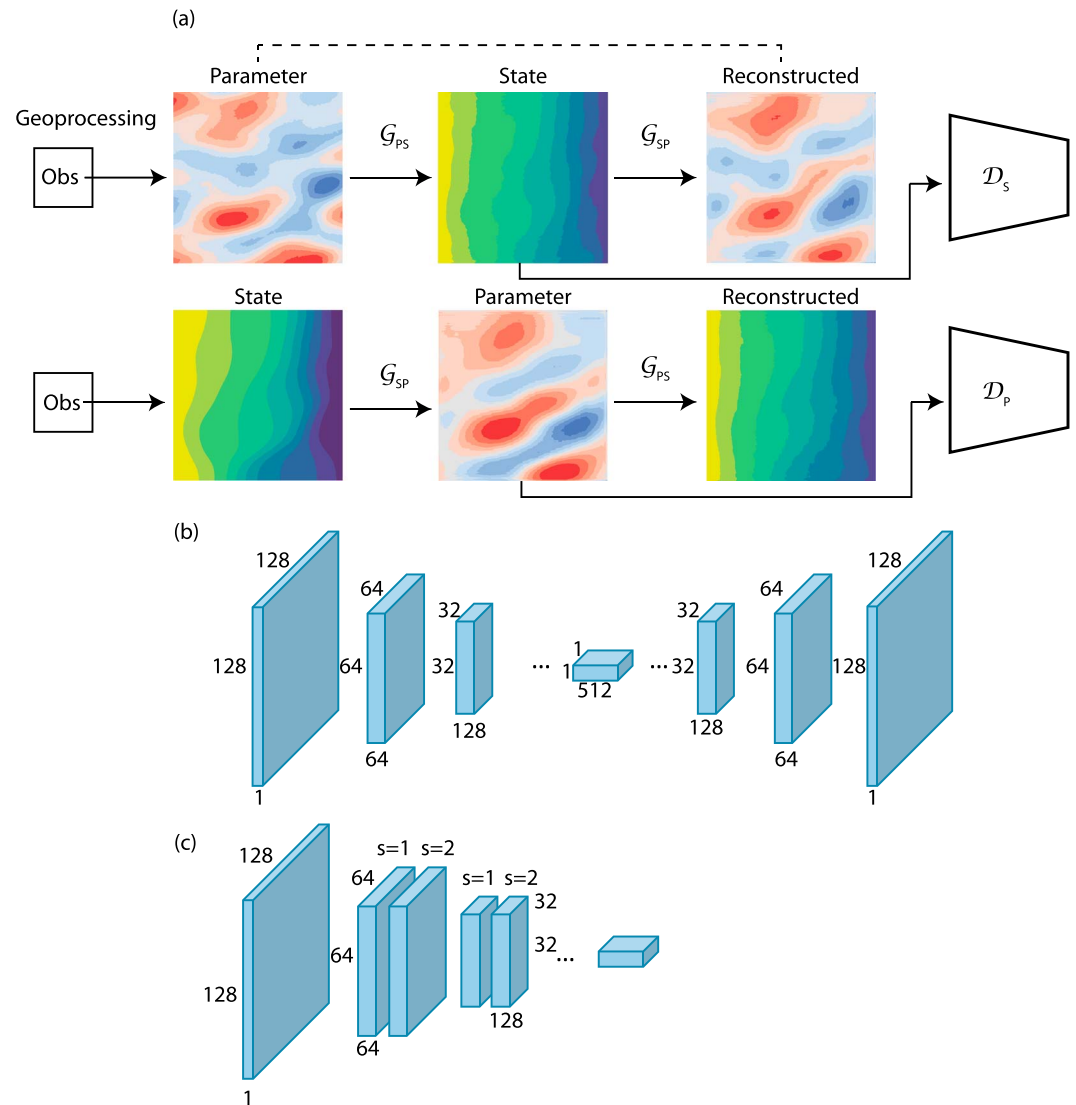 (a)
Parameter State Reconstructed
Geoprocessing
Obs 𝒢PS 𝒢SP 𝒟S
State Parameter Reconstructed
Obs 𝒢SP 𝒢PS 𝒟P
(b)
128 64 32 1 32 64 128
128 64 32 ... 1 ... 32 64 128
512
128 128
64 64
1 1
(c)
s=1 s=2 s=1 s=2
128 64 32
128 64 32 ...
64 128
1